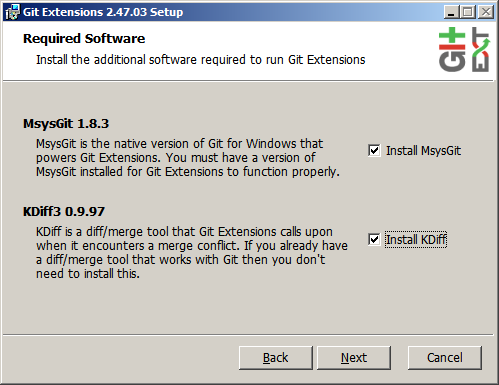 Git Extensions 2.47.03 Setup
Required Software
Install the additional software required to run Git Extensions
Git
Ext
MsysGit 1.8.3
MsysGit is the native version of Git for Windows that
powers Git Extensions. You must have a version of
MsysGit installed for Git Extensions to function properly.
Install MsysGit
KDiff3 0.9.97
KDiff is a diff/merge tool that Git Extensions calls upon
when it encounters a merge conflict. If you already have
a diff/merge tool that works with Git then you don't
need to install this.
Install KDiff
Back
Next
Cancel